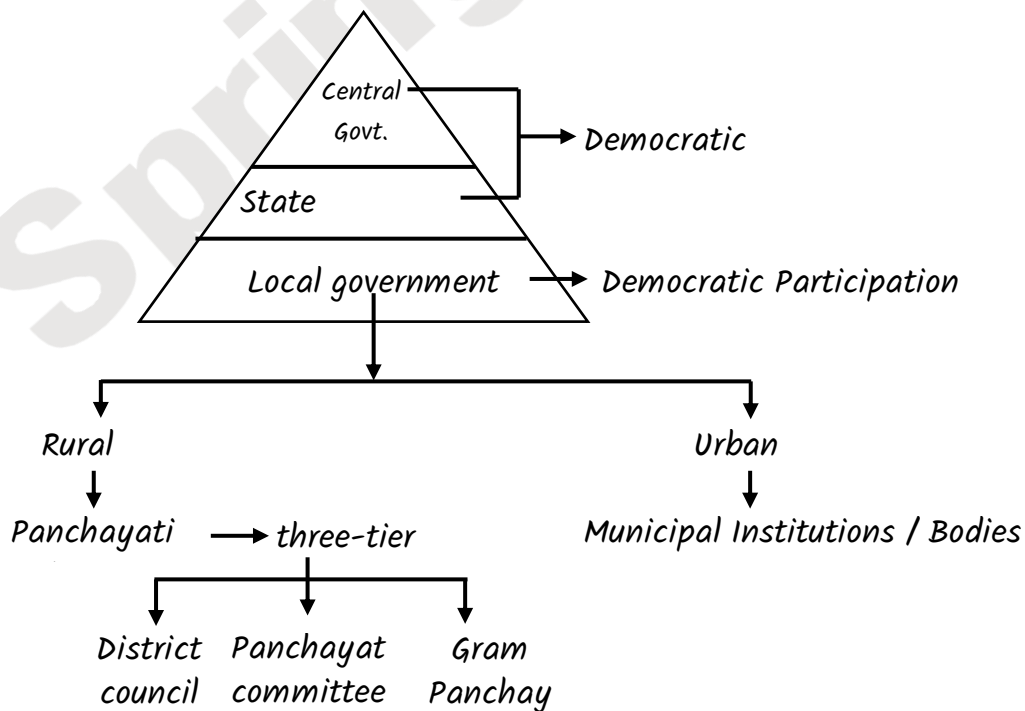 Spring
Central
Govt.
Democratic
State
Local government
Democratic Participation
Rural
Urban
Panchayati
three-tier
Municipal Institutions / Bodies
District
council
Panchayat
committee
Gram
Panchay